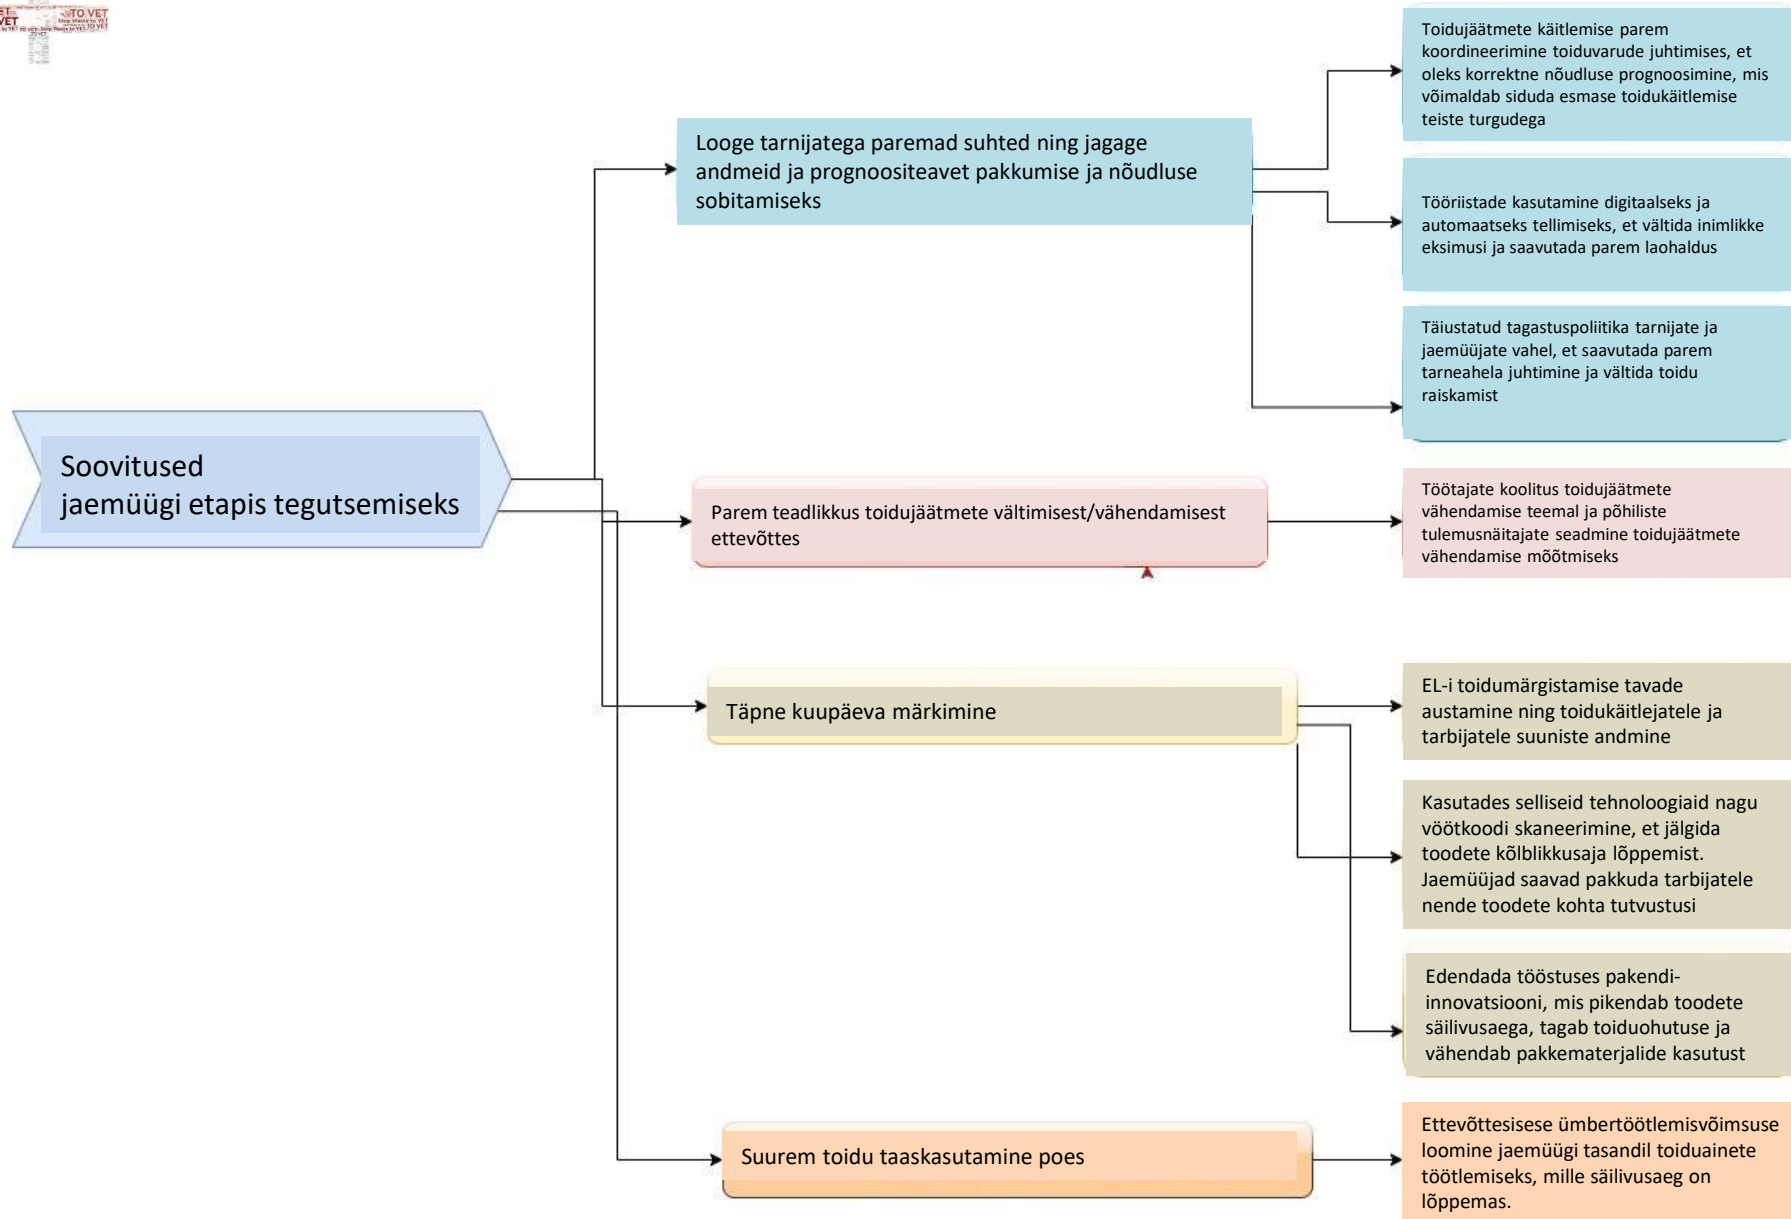 TO VET
Stop Waste to VET
Soovitused
jaemüügi etapis tegutsemiseks
Looge tarnijatega paremad suhted ning jagage
andmeid ja prognoositeavet pakkumise ja nõudluse
sobitamiseks
Toidujäätmete käitlemise parem
koordineerimine toiduvarude juhtimises, et
oleks korrektne nõudluse prognoosimine, mis
võimaldab siduda esmase toidukäitlemise
teiste turgudega
Tööriistade kasutamine digitaalseks ja
automaatseks tellimiseks, et vältida inimlikke
eksimusi ja saavutada parem laohaldus
Täiustatud tagastuspoliitika tarnijate ja
jaemüüjate vahel, et saavutada parem
tarneahela juhtimine ja vältida toidu
raiskamist
Parem teadlikkus toidujäätmete vältimisest/vähendamisest
ettevõttes
Töötajate koolitus toidujäätmete
vähendamise teemal ja põhiliste
tulemusnäitajate seadmine toidujäätmete
vähendamise mõõtmiseks
Täpne kuupäeva märkimine
EL-i toidumärgistamise tavade
austamine ning toidukäitlejatele ja
tarbijatele suuniste andmine
Kasutades selliseid tehnoloogiaid nagu
vöötkoodi skaneerimine, et jälgida
toodete kõlblikkusaja lõppemist.
Jaemüüjad saavad pakkuda tarbijatele
nende toodete kohta tutvustusi
Edendada tööstuses pakendi-
innovatsiooni, mis pikendab toodete
säilivusaega, tagab toiduohutuse ja
vähendab pakkematerjalide kasutust
Suurem toidu taaskasutamine poes
Ettevõttesisese ümbertöötlemisvõimsuse
loomine jaemüügi tasandil toiduainete
töötlemiseks, mille säilivusaeg on
lõppemas.